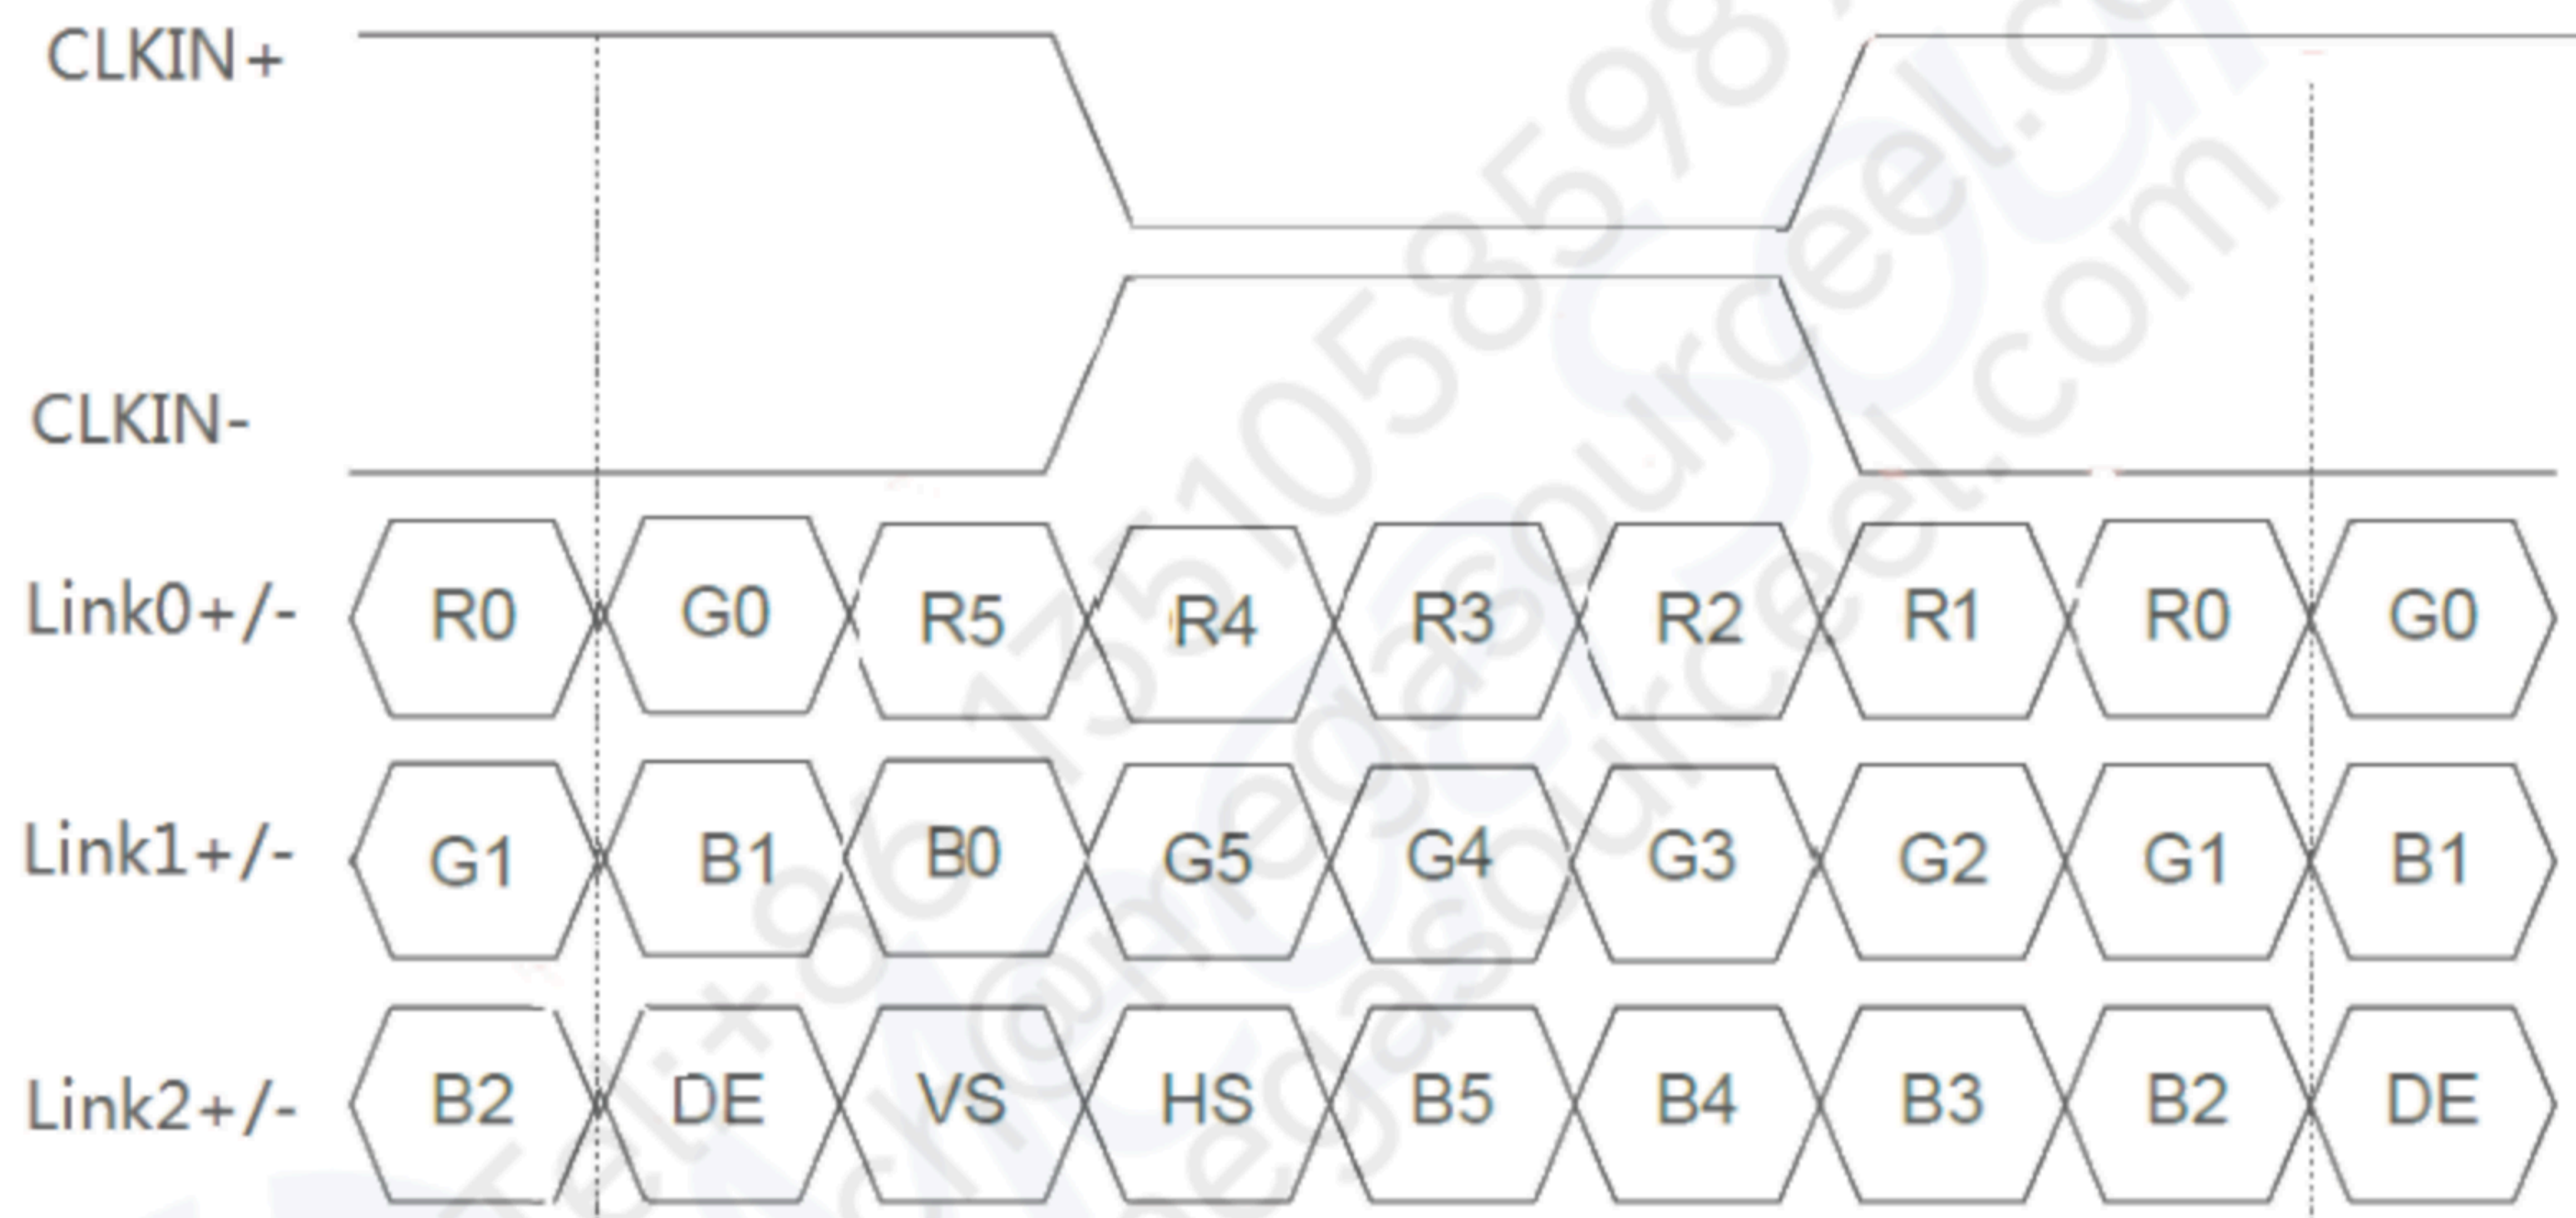 CLKIN+
CLKIN-
Link0+/- R0 G0 R5 R4 R3 R2 R1 R0 G0
Link1+/- G1 B1 B0 G5 G4 G3 G2 G1 B1
Link2+/- B2 DE VS HS B5 B4 B3 B2 DE